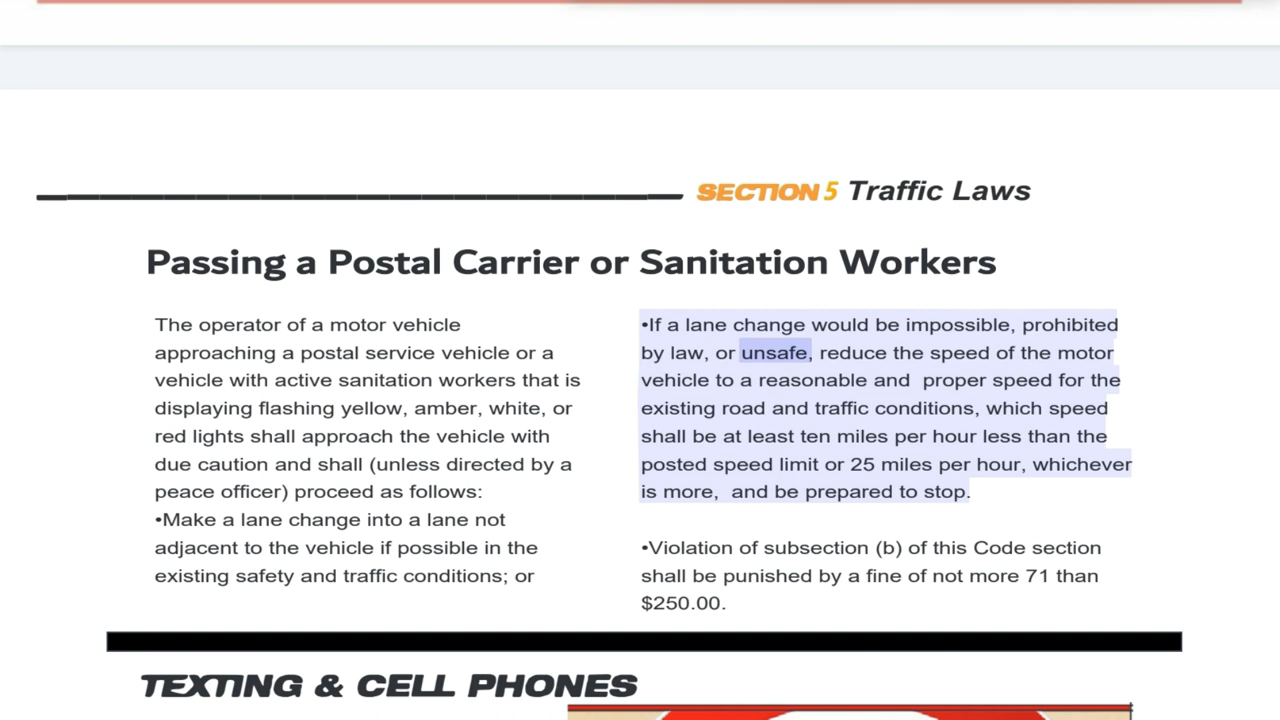 SECTION 5 Traffic Laws
Passing a Postal Carrier or Sanitation Workers
The operator of a motor vehicle
approaching a postal service vehicle or a
vehicle with active sanitation workers that is
displaying flashing yellow, amber, white, or
red lights shall approach the vehicle with
due caution and shall (unless directed by a
peace officer) proceed as follows:
•Make a lane change into a lane not
adjacent to the vehicle if possible in the
existing safety and traffic conditions; or
•If a lane change would be impossible, prohibited
by law, or unsafe, reduce the speed of the motor
vehicle to a reasonable and  proper speed for the
existing road and traffic conditions, which speed
shall be at least ten miles per hour less than the
posted speed limit or 25 miles per hour, whichever
is more,  and be prepared to stop.
•Violation of subsection (b) of this Code section
shall be punished by a fine of not more 71 than
$250.00.
TEXTING & CELL PHONES